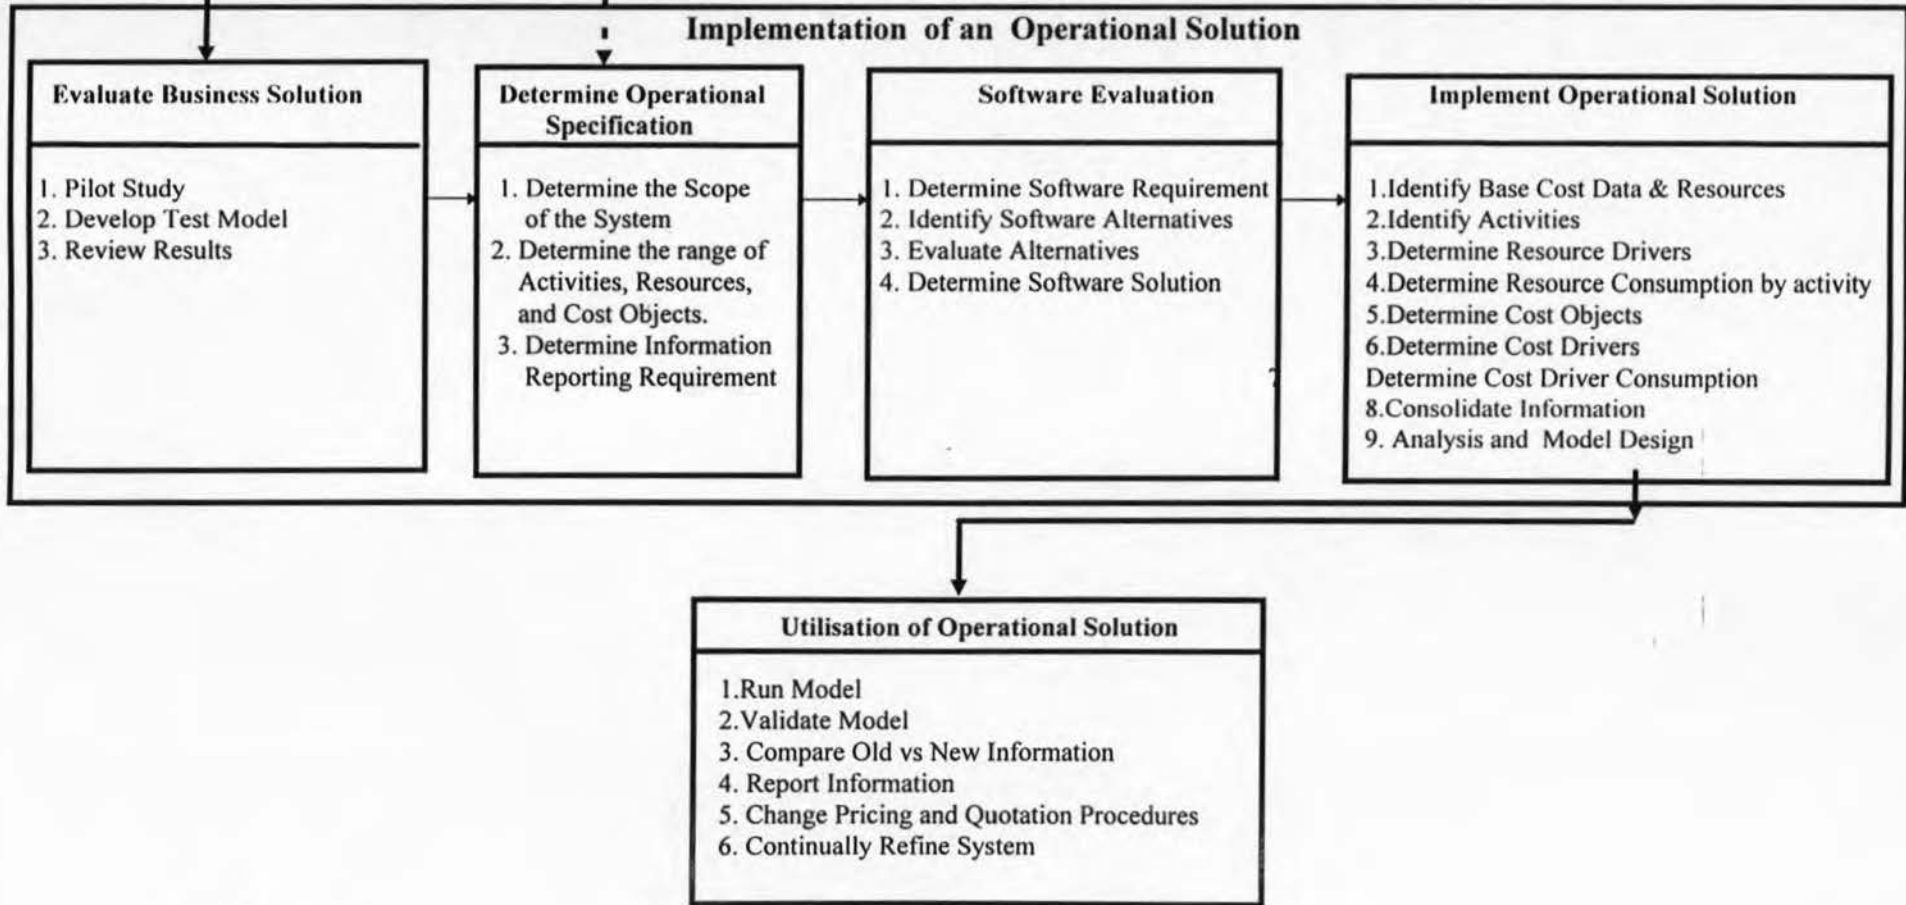 Implementation of an Operational Solution
Evaluate Business Solution
1. Pilot Study
2. Develop Test Model
3. Review Results
Determine Operational
Specification
1. Determine the Scope
of the System
2. Determine the range of
Activities, Resources,
and Cost Objects.
3. Determine Information
Reporting Requirement
Software Evaluation
1. Determine Software Requirement
2. Identify Software Alternatives
3. Evaluate Alternatives
4. Determine Software Solution
Implement Operational Solution
1.Identify Base Cost Data & Resources
2.Identify Activities
3.Determine Resource Drivers
4.Determine Resource Consumption by activity
5.Determine Cost Objects
6.Determine Cost Drivers
7 Determine Cost Driver Consumption
8.Consolidate Information
9. Analysis and Model Design
Utilisation of Operational Solution
1.Run Model
2.Validate Model
3. Compare Old vs New Information
4. Report Information
5. Change Pricing and Quotation Procedures
6. Continually Refine System